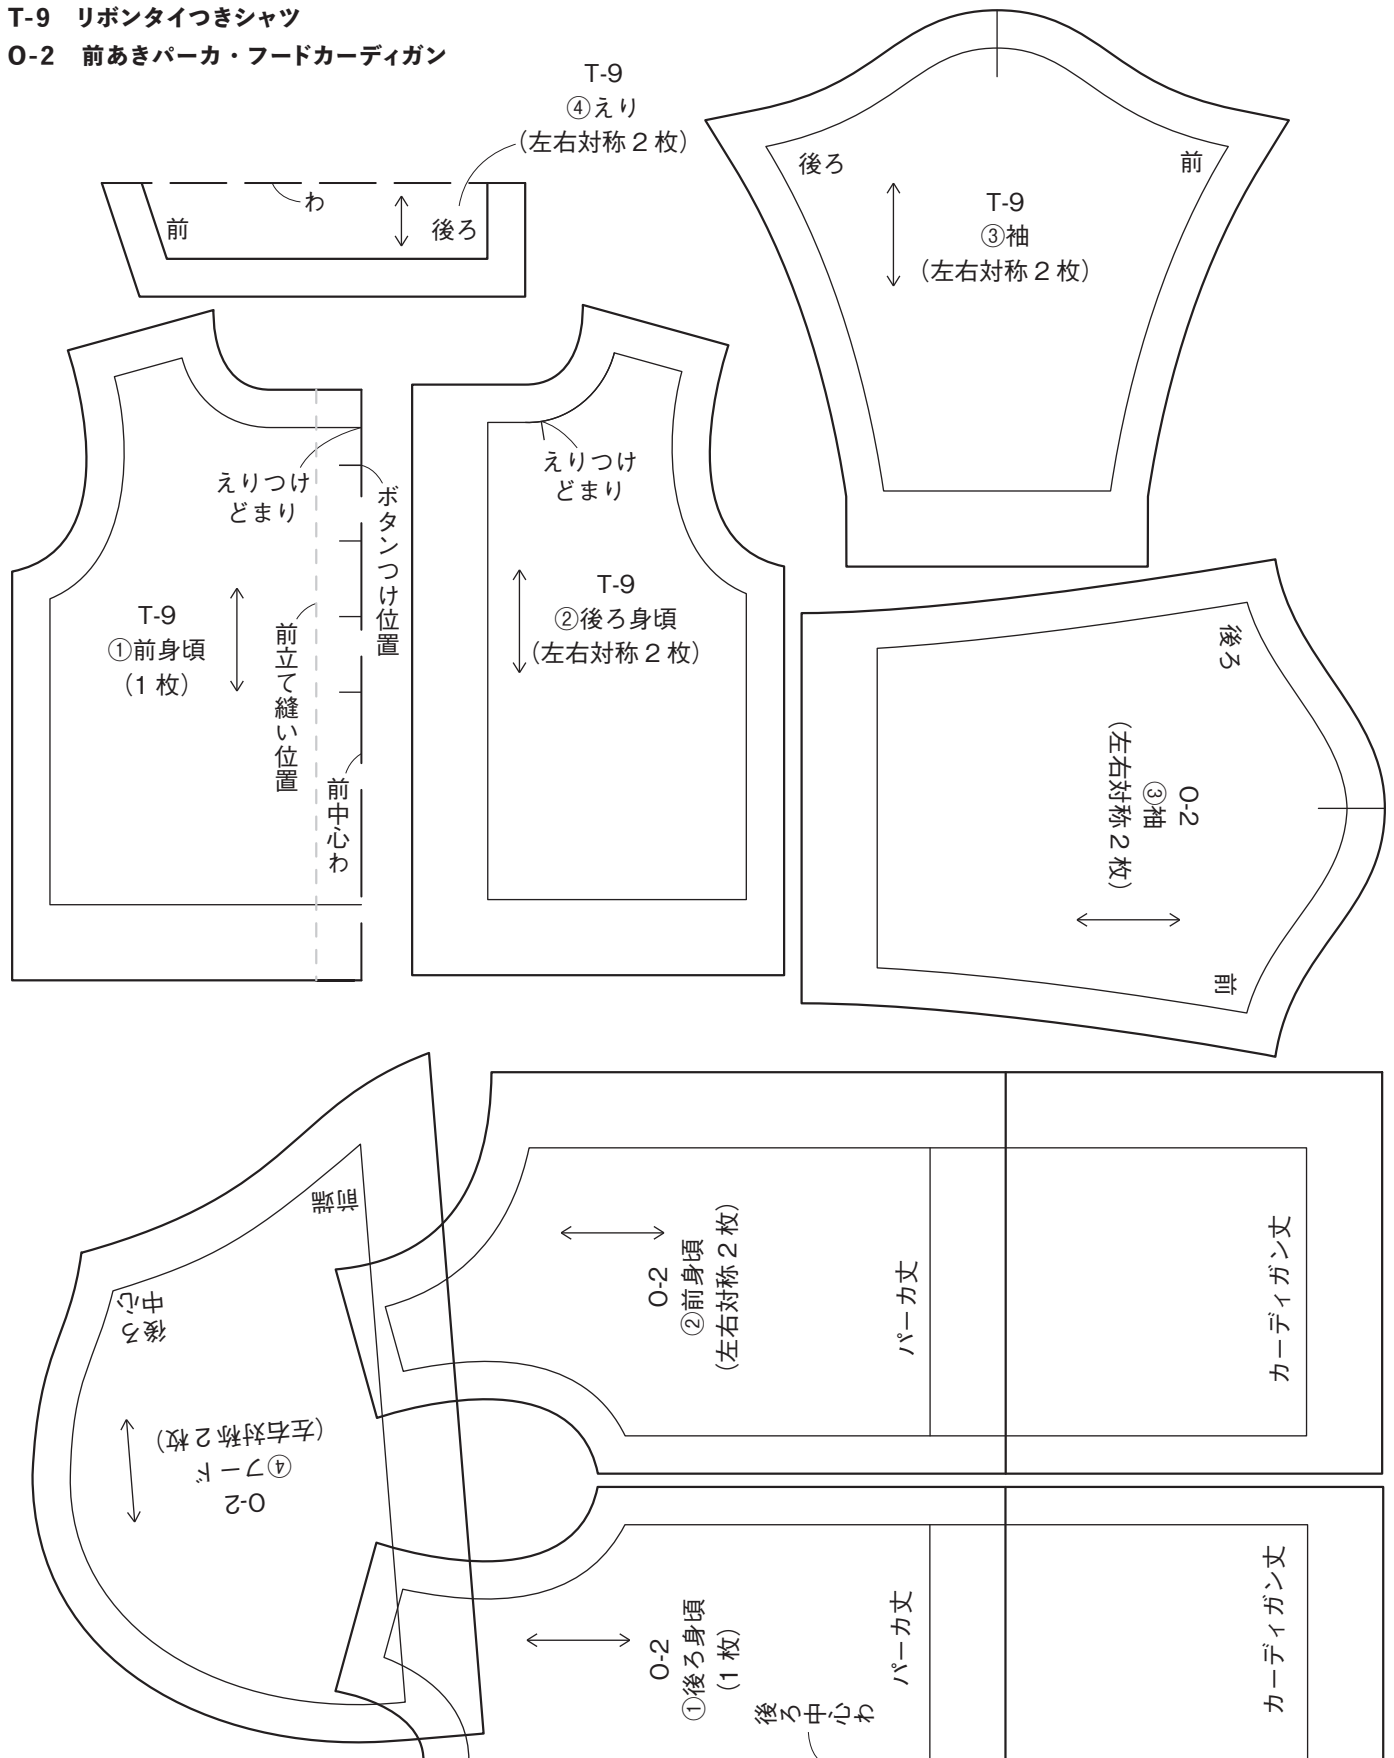 T-9 リボンタイつきシャツ
O-2 前あきパーカ・フードカーディガン
T-9
④えり
(左右対称2枚)
わ
前
後ろ
後ろ
前
T-9
③袖
(左右対称2枚)
えりつけ
どまり
ボタンつけ位置
T-9
①前身頃
(1枚)
前立て縫い位置
前中心わ
えりつけ
どまり
T-9
②後ろ身頃
(左右対称2枚)
後ろ
O-2
③袖
(左右対称2枚)
前
前端
後ろ
中心
O-2
④フード
(左右対称2枚)
O-2
②前身頃
(左右対称2枚)
パーカ丈
カーディガン丈
O-2
①後ろ身頃
(1枚)
後ろ中心わ
パーカ丈
カーディガン丈